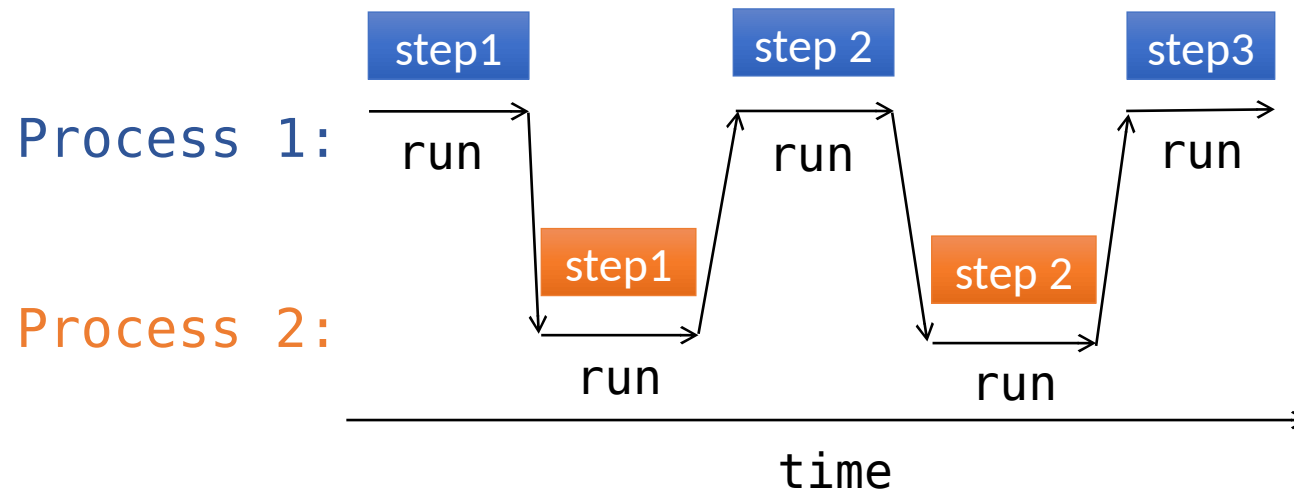 step1
step 2
step3
Process 1:
run
run
run
step1
step 2
Process 2:
run
run
time